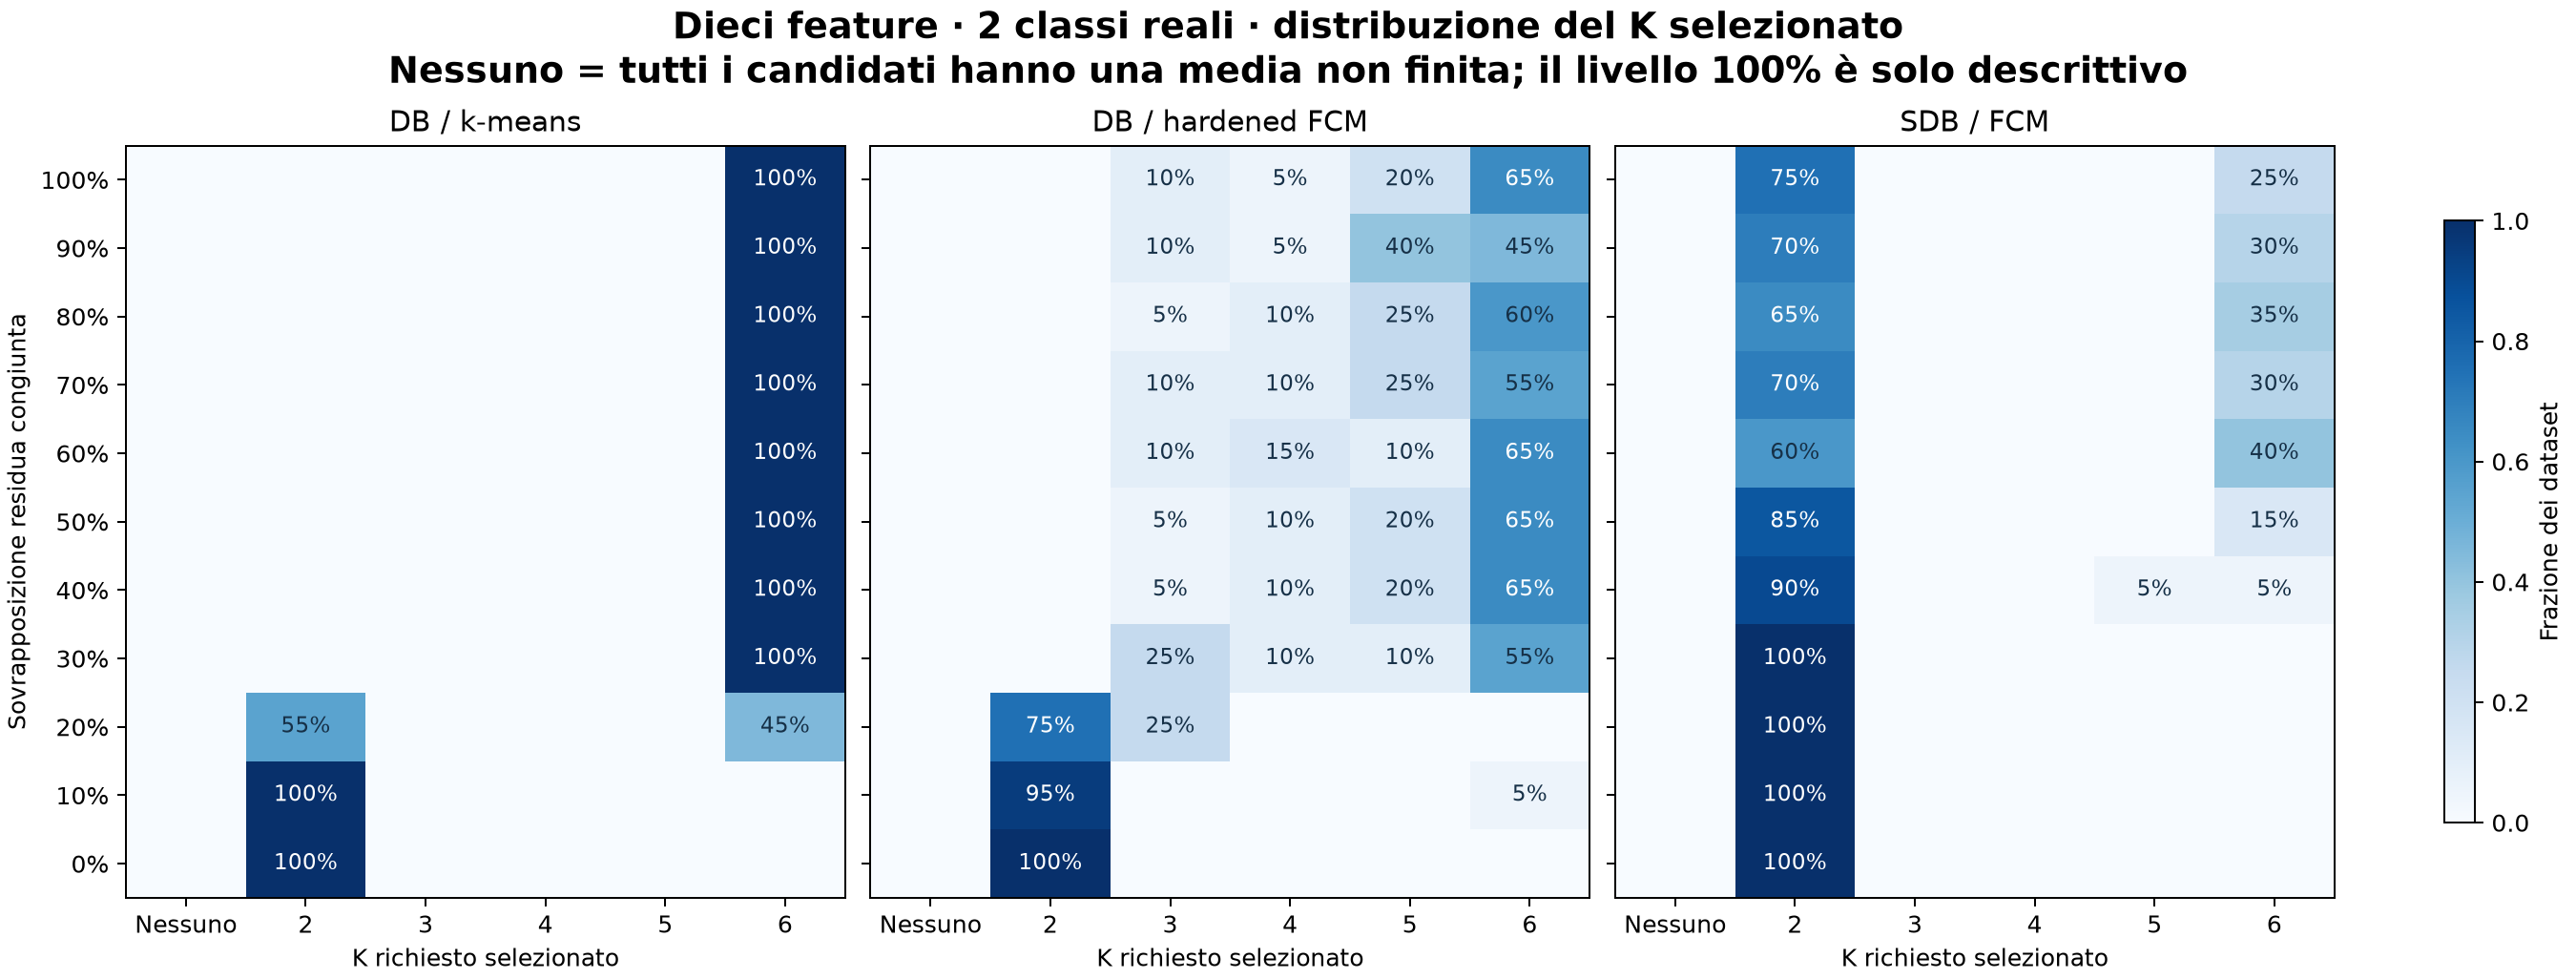 Dieci feature · 2 classi reali · distribuzione del K selezionato
Nessuno = tutti i candidati hanno una media non finita; il livello 100% è solo descrittivo
DB / k-means
DB / hardened FCM
SDB / FCM
Sovrapposizione residua congiunta
100% 100% 10% 5% 20% 65% 75% 25%
90% 100% 10% 5% 40% 45% 70% 30%
80% 100% 5% 10% 25% 60% 65% 35%
70% 100% 10% 10% 25% 55% 70% 30%
60% 100% 10% 15% 10% 65% 60% 40%
50% 100% 5% 10% 20% 65% 85% 15%
40% 100% 5% 10% 20% 65% 90% 5% 5%
30% 100% 25% 10% 10% 55% 100%
20% 55% 45% 75% 25% 100%
10% 100% 95% 5% 100%
0% 100% 100% 100%
Nessuno 2 3 4 5 6 Nessuno 2 3 4 5 6 Nessuno 2 3 4 5 6
K richiesto selezionato
K richiesto selezionato
K richiesto selezionato
1.0
0.8
0.6
0.4
0.2
0.0
Frazione dei dataset